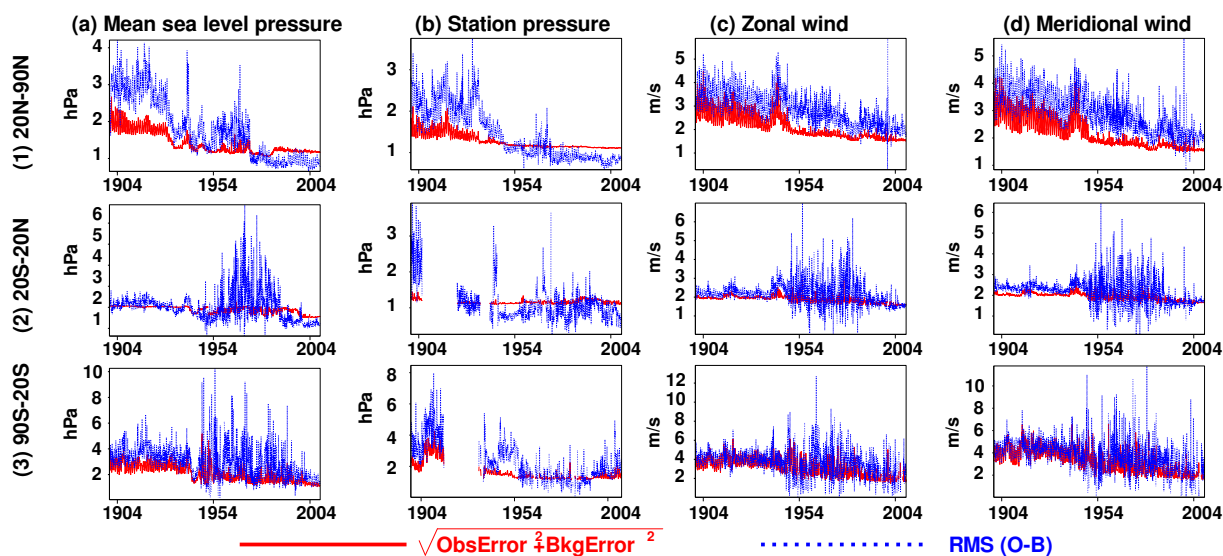 (a) Mean sea level pressure (b) Station pressure (c) Zonal wind (d) Meridional wind
(1) 20N-90N
hPa
4
3
2
1
1904 1954 2004
hPa
3
2
1
1904 1954 2004
m/s
5
4
3
2
1
1904 1954 2004
m/s
5
4
3
2
1
1904 1954 2004
(2) 20S-20N
hPa
6
5
4
3
2
1
1904 1954 2004
hPa
3
2
1
1904 1954 2004
m/s
6
5
4
3
2
1
1904 1954 2004
m/s
6
5
4
3
2
1
1904 1954 2004
(3) 90S-20S
hPa
10
8
6
4
2
1904 1954 2004
hPa
8
6
4
2
1904 1954 2004
m/s
12
10
8
6
4
2
1904 1954 2004
m/s
10
8
6
4
2
1904 1954 2004
√ObsError²+BkgError ² RMS (O-B)